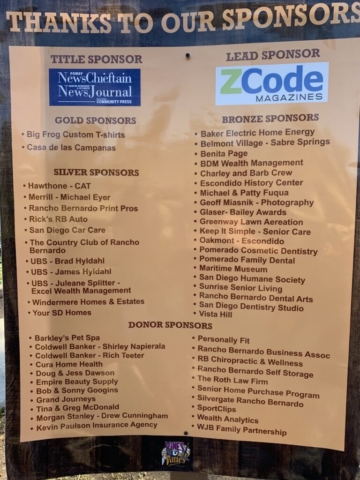 THANKS TO OUR SPONSORS
TITLE SPONSOR
POWAY
News Chieftain
News Journal
COMMUNITY PRESS
LEAD SPONSOR
ZCode
MAGAZINES
GOLD SPONSORS
• Big Frog Custom T-shirts
• Casa de las Campanas
SILVER SPONSORS
• Hawthone - CAT
• Merrill - Michael Eyer
• Rancho Bernardo Print Pros
• Rick's RB Auto
• San Diego Car Care
• The Country Club of Rancho
Bernardo
• UBS - Brad Hyldahl
• UBS - James Hyldahl
• UBS - Juleane Splitter -
Excel Wealth Management
• Windermere Homes & Estates
• Your SD Homes
BRONZE SPONSORS
• Baker Electric Home Energy
• Belmont Village - Sabre Springs
• Benita Page
• BDM Wealth Management
• Charley and Barb Crew
• Escondido History Center
• Michael & Patty Fuqua
• Geoff Miasnik - Photography
• Glaser- Bailey Awards
• Greenway Lawn Aereation
• Keep It Simple - Senior Care
• Oakmont - Escondido
• Pomerado Cosmetic Dentistry
• Pomerado Family Dental
• Maritime Museum
• San Diego Humane Society
• Sunrise Senior Living
• Rancho Bernardo Dental Arts
• San Diego Dentistry Studio
• Vista Hill
DONOR SPONSORS
• Barkley's Pet Spa
• Coldwell Banker - Shirley Napierala
• Coldwell Banker - Rich Teeter
• Cura Home Health
• Doug & Jess Dawson
• Empire Beauty Supply
• Bob & Sonny Googins
• Grand Journeys
• Tina & Greg McDonald
• Morgan Stanley - Drew Cunningham
• Kevin Paulson Insurance Agency
• Personally Fit
• Rancho Bernardo Business Assoc
• RB Chiropractic & Wellness
• Rancho Bernardo Self Storage
• The Roth Law Firm
• Senior Home Purchase Program
• Silvergate Rancho Bernardo
• SportClips
• Wealth Analytics
• WJB Family Partnership